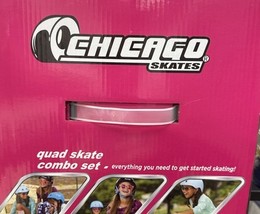 CHICAGO
SKATES®
quad skate
combo set • everything you need to get started skating!